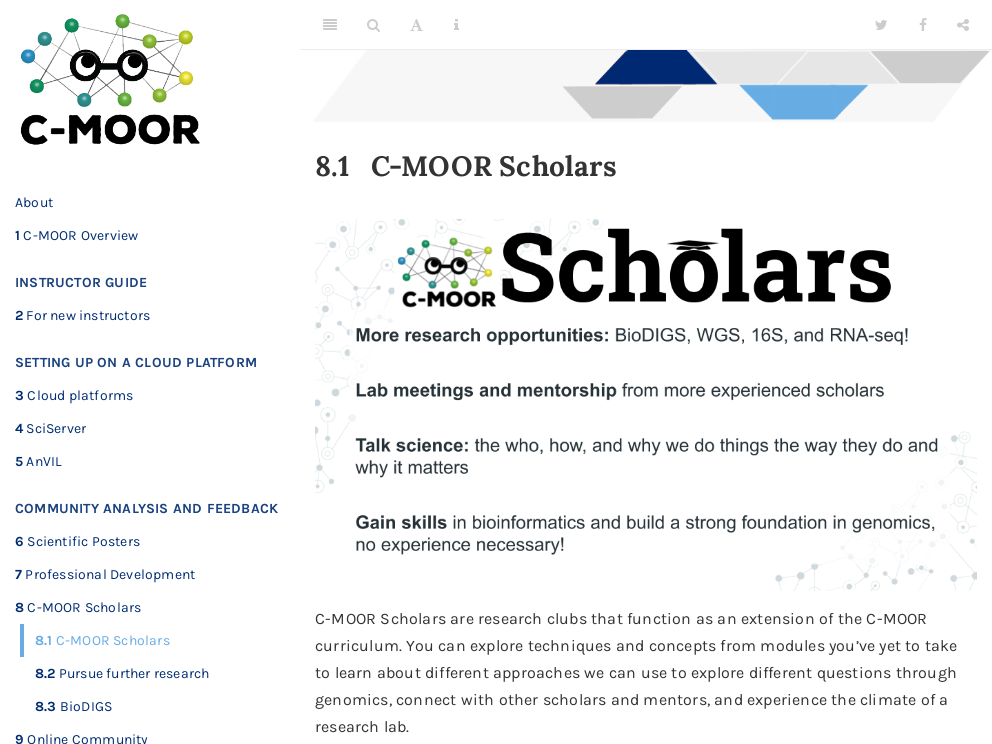 C-MOOR
About
1 C-MOOR Overview
INSTRUCTOR GUIDE
2 For new instructors
SETTING UP ON A CLOUD PLATFORM
3 Cloud platforms
4 SciServer
5 AnVIL
COMMUNITY ANALYSIS AND FEEDBACK
6 Scientific Posters
7 Professional Development
8 C-MOOR Scholars
8.1 C-MOOR Scholars
8.2 Pursue further research
8.3 BioDIGS
9 Online Community
A
i
8.1 C-MOOR Scholars
C-MOOR Scholars
More research opportunities: BioDIGS, WGS, 16S, and RNA-seq!
Lab meetings and mentorship from more experienced scholars
Talk science: the who, how, and why we do things the way they do and
why it matters
Gain skills in bioinformatics and build a strong foundation in genomics,
no experience necessary!
C-MOOR Scholars are research clubs that function as an extension of the C-MOOR
curriculum. You can explore techniques and concepts from modules you've yet to take
to learn about different approaches we can use to explore different questions through
genomics, connect with other scholars and mentors, and experience the climate of a
research lab.